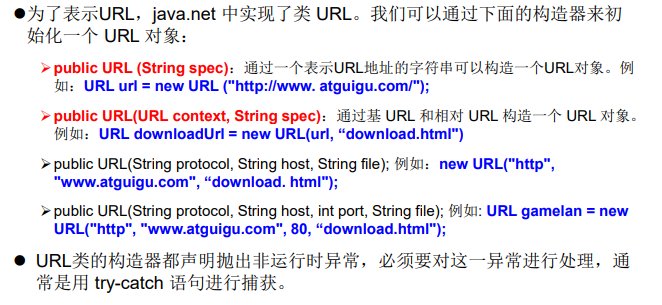 ●为了表示URL，java.net 中实现了类 URL。我们可以通过下面的构造器来初
始化一个 URL 对象：
➢public URL (String spec)：通过一个表示URL地址的字符串可以构造一个URL对象。例
如：URL url = new URL ("http://www. atguigu.com/");
➢public URL(URL context, String spec)：通过基 URL 和相对 URL 构造一个 URL 对象。
例如：URL downloadUrl = new URL(url, “download.html")
➢public URL(String protocol, String host, String file); 例如：new URL("http",
"www.atguigu.com", “download. html");
➢public URL(String protocol, String host, int port, String file); 例如: URL gamelan = new
URL("http", "www.atguigu.com", 80, “download.html");
● URL类的构造器都声明抛出非运行时异常，必须要对这一异常进行处理，通
常是用 try-catch 语句进行捕获。